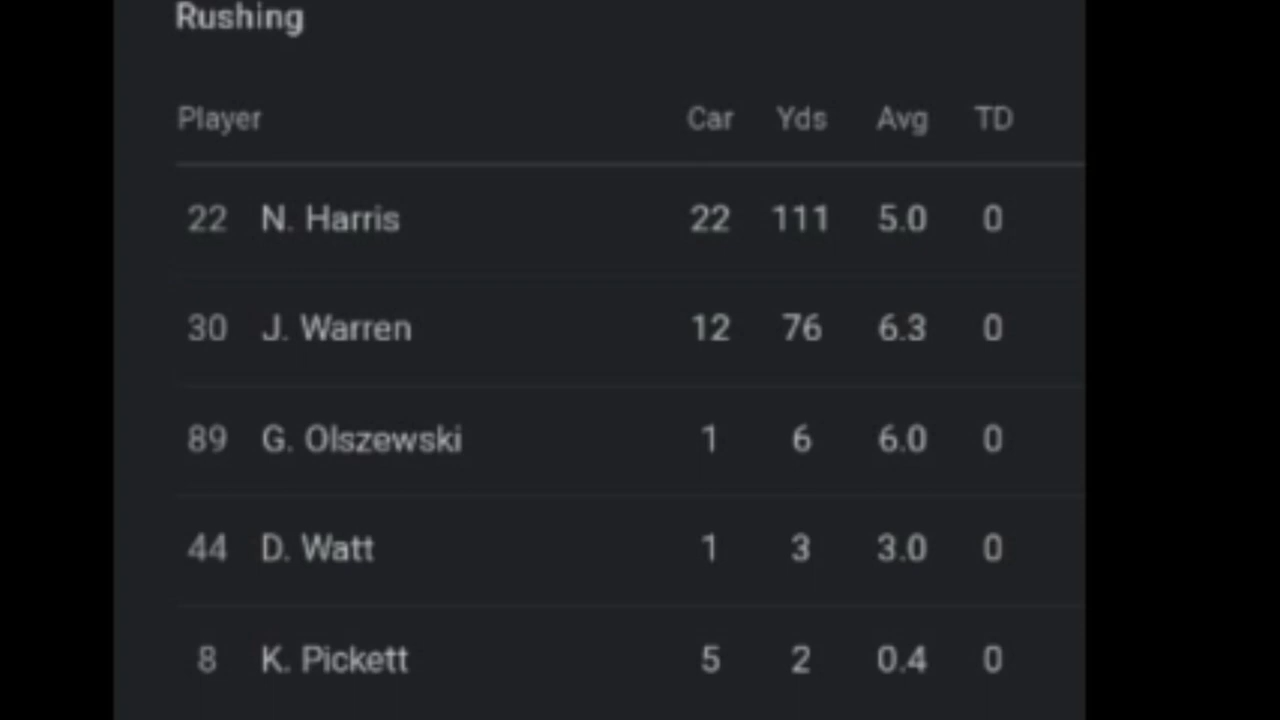 Rushing
Player Car Yds Avg TD
22 N. Harris 22 111 5.0 0
30 J. Warren 12 76 6.3 0
89 G. Olszewski 1 6 6.0 0
44 D. Watt 1 3 3.0 0
8 K. Pickett 5 2 0.4 0